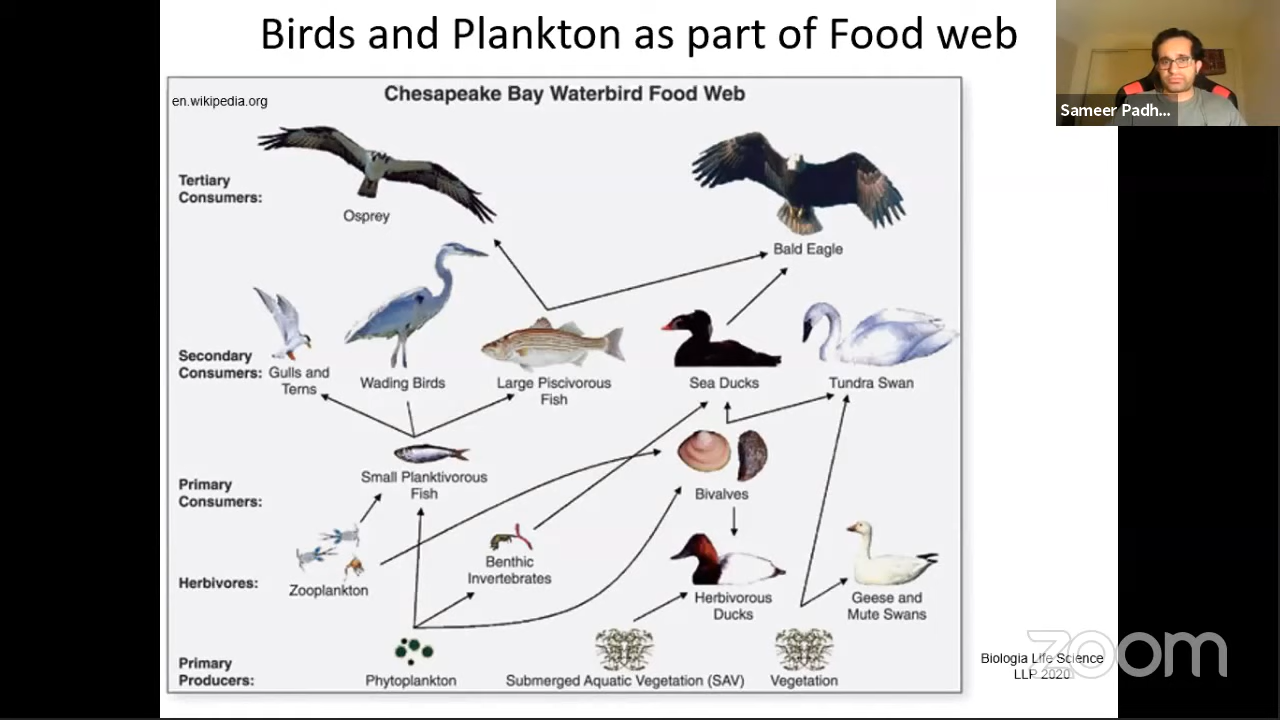 Birds and Plankton as part of Food web
Sameer Padh...
en.wikipedia.org
Chesapeake Bay Waterbird Food Web
Tertiary
Consumers:
Osprey
Bald Eagle
Secondary
Consumers:
Gulls and
Terns
Wading Birds
Large Piscivorous
Fish
Sea Ducks
Tundra Swan
Primary
Consumers:
Small Planktivorous
Fish
Bivalves
Herbivores:
Zooplankton
Benthic
Invertebrates
Herbivorous
Ducks
Geese and
Mute Swans
Primary
Producers:
Phytoplankton
Submerged Aquatic Vegetation (SAV)
Vegetation
Biologia Life Science
LLP 2020
zoom